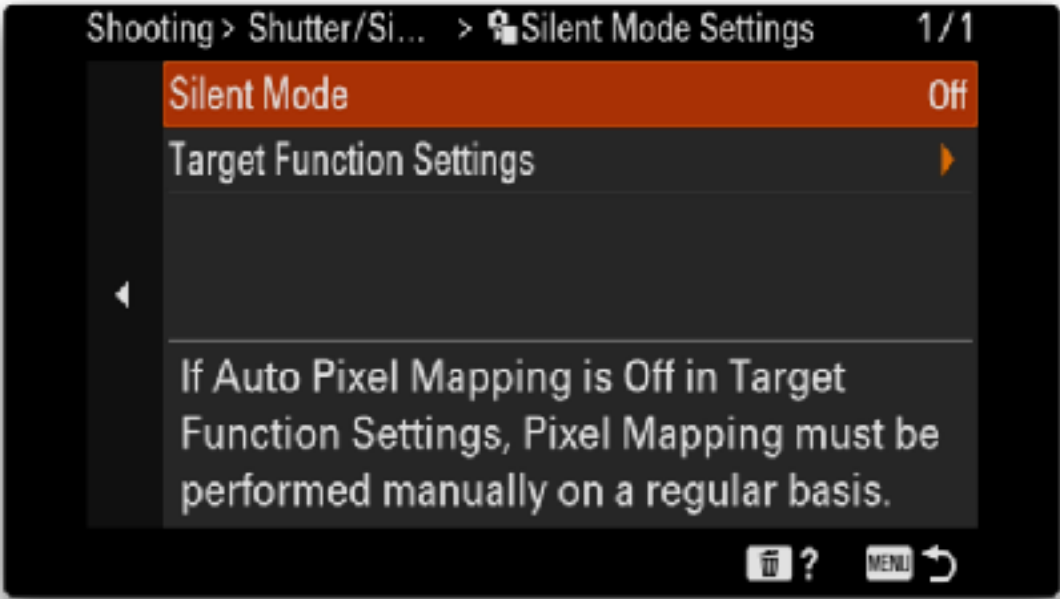 Shooting > Shutter/Si... > Silent Mode Settings 1/1
Silent Mode Off
Target Function Settings
If Auto Pixel Mapping is Off in Target
Function Settings, Pixel Mapping must be
performed manually on a regular basis.
? MENU